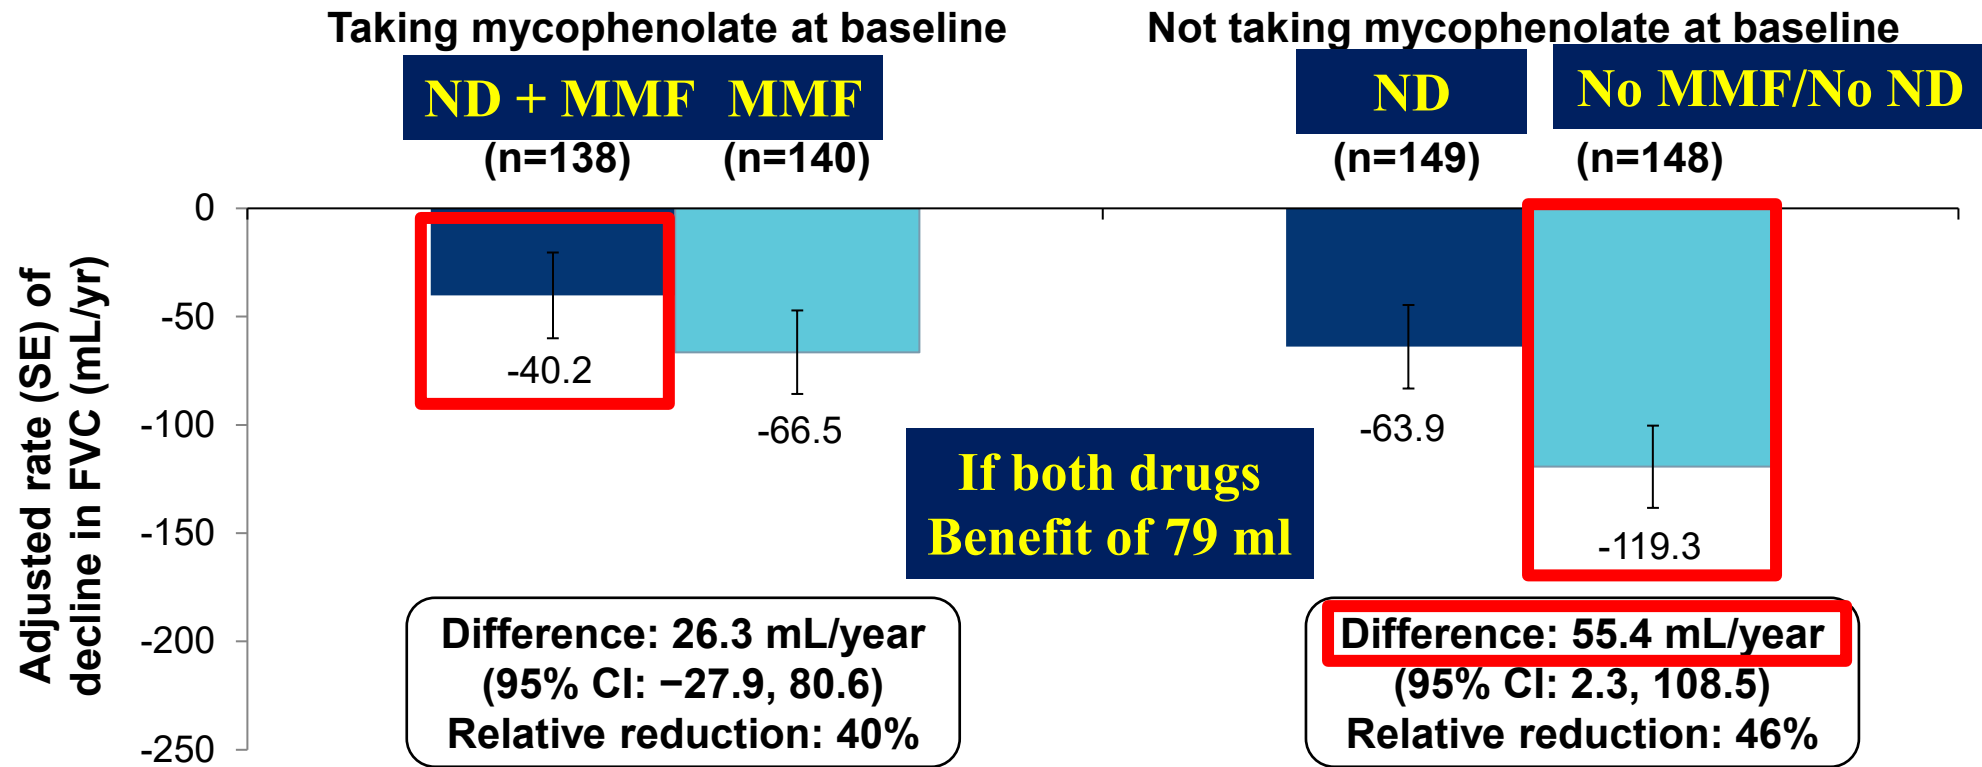 Taking mycophenolate at baseline
Not taking mycophenolate at baseline
ND + MMF MMF
ND
No MMF/No ND
(n=138)
(n=140)
(n=149)
(n=148)
Adjusted rate (SE) of
decline in FVC (mL/yr)
0
-50
-100
-150
-200
-250
-40.2
-66.5
-63.9
-119.3
If both drugs
Benefit of 79 ml
Difference: 26.3 mL/year
(95% CI: −27.9, 80.6)
Relative reduction: 40%
Difference: 55.4 mL/year
(95% CI: 2.3, 108.5)
Relative reduction: 46%